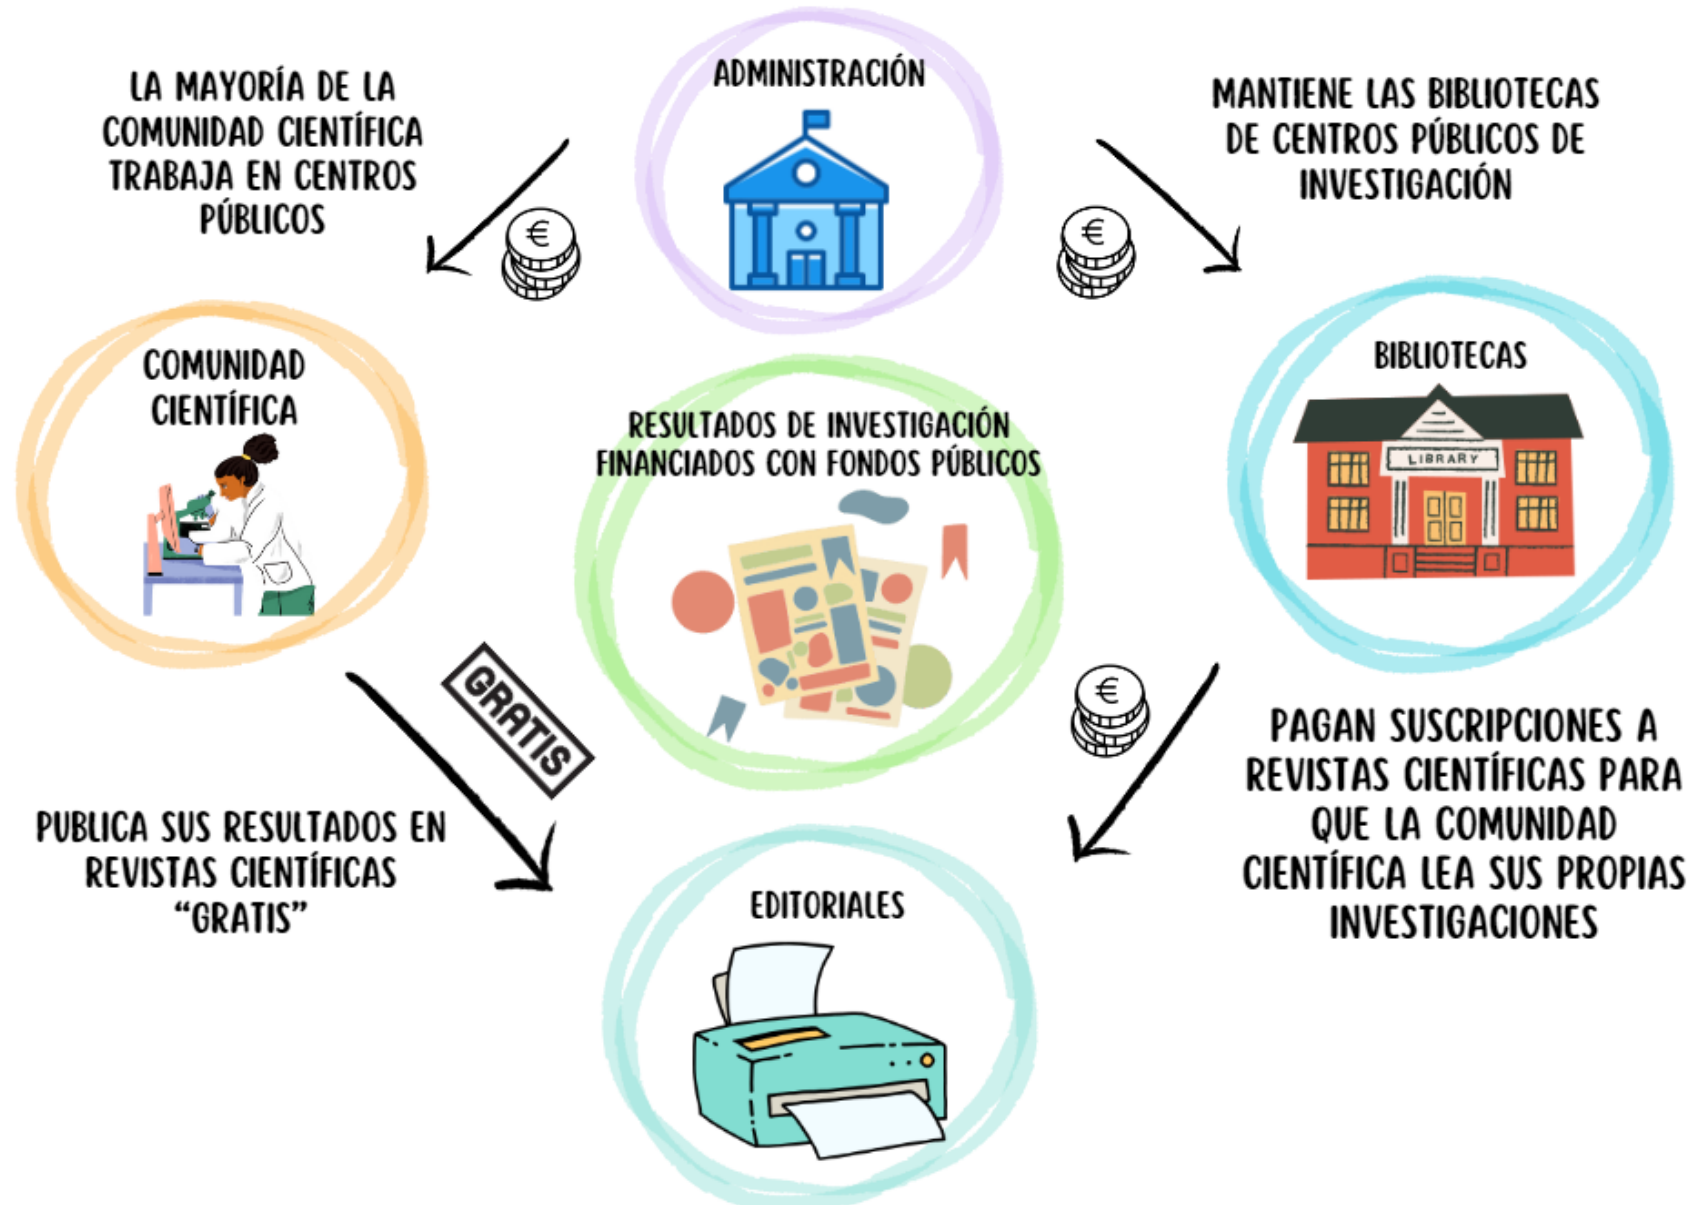 LA MAYORÍA DE LA
COMUNIDAD CIENTÍFICA
TRABAJA EN CENTROS
PÚBLICOS
ADMINISTRACIÓN
MANTIENE LAS BIBLIOTECAS
DE CENTROS PÚBLICOS DE
INVESTIGACIÓN
€
€
COMUNIDAD
CIENTÍFICA
RESULTADOS DE INVESTIGACIÓN
FINANCIADOS CON FONDOS PÚBLICOS
BIBLIOTECAS
LIBRARY
GRATIS
€
PUBLICA SUS RESULTADOS EN
REVISTAS CIENTÍFICAS
“GRATIS”
PAGAN SUSCRIPCIONES A
REVISTAS CIENTÍFICAS PARA
QUE LA COMUNIDAD
CIENTÍFICA LEA SUS PROPIAS
INVESTIGACIONES
EDITORIALES